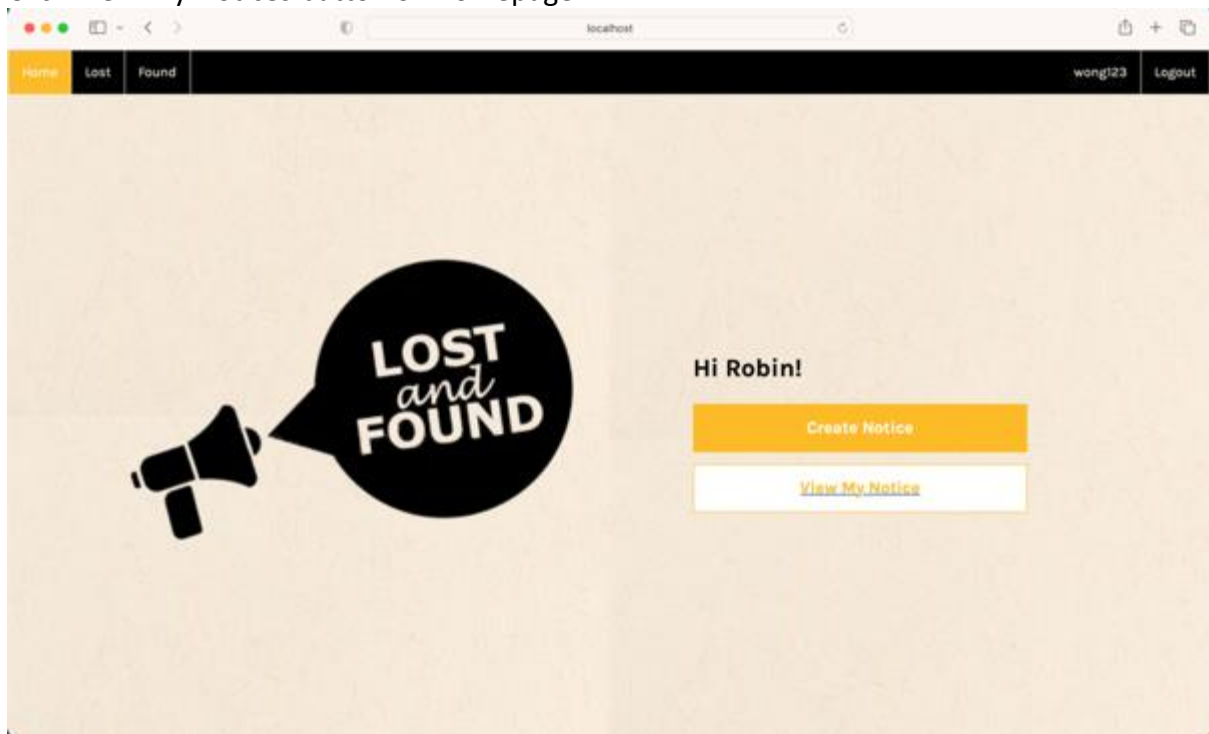 localhost
Home Lost Found wong123 Logout
LOST
and
FOUND
Hi Robin!
Create Notice
View My Notice